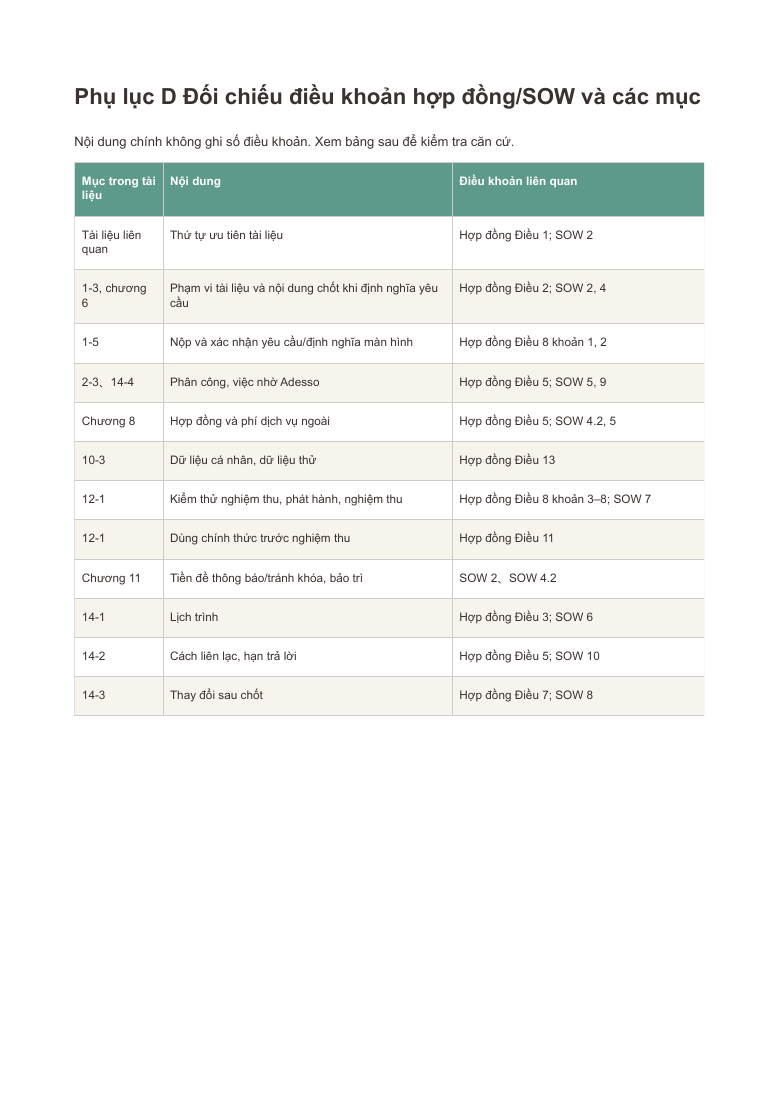 Phụ lục D Đối chiếu điều khoản hợp đồng/SOW và các mục
Nội dung chính không ghi số điều khoản. Xem bảng sau để kiểm tra căn cứ.
Mục trong tài liệu Nội dung Điều khoản liên quan
Tài liệu liên quan Thứ tự ưu tiên tài liệu Hợp đồng Điều 1; SOW 2
1-3, chương 6 Phạm vi tài liệu và nội dung chốt khi định nghĩa yêu cầu Hợp đồng Điều 2; SOW 2, 4
1-5 Nộp và xác nhận yêu cầu/định nghĩa màn hình Hợp đồng Điều 8 khoản 1, 2
2-3、14-4 Phân công, việc nhờ Adesso Hợp đồng Điều 5; SOW 5, 9
Chương 8 Hợp đồng và phí dịch vụ ngoài Hợp đồng Điều 5; SOW 4.2, 5
10-3 Dữ liệu cá nhân, dữ liệu thử Hợp đồng Điều 13
12-1 Kiểm thử nghiệm thu, phát hành, nghiệm thu Hợp đồng Điều 8 khoản 3–8; SOW 7
12-1 Dùng chính thức trước nghiệm thu Hợp đồng Điều 11
Chương 11 Tiền đề thông báo/tránh khóa, bảo trì SOW 2、SOW 4.2
14-1 Lịch trình Hợp đồng Điều 3; SOW 6
14-2 Cách liên lạc, hạn trả lời Hợp đồng Điều 5; SOW 10
14-3 Thay đổi sau chốt Hợp đồng Điều 7; SOW 8